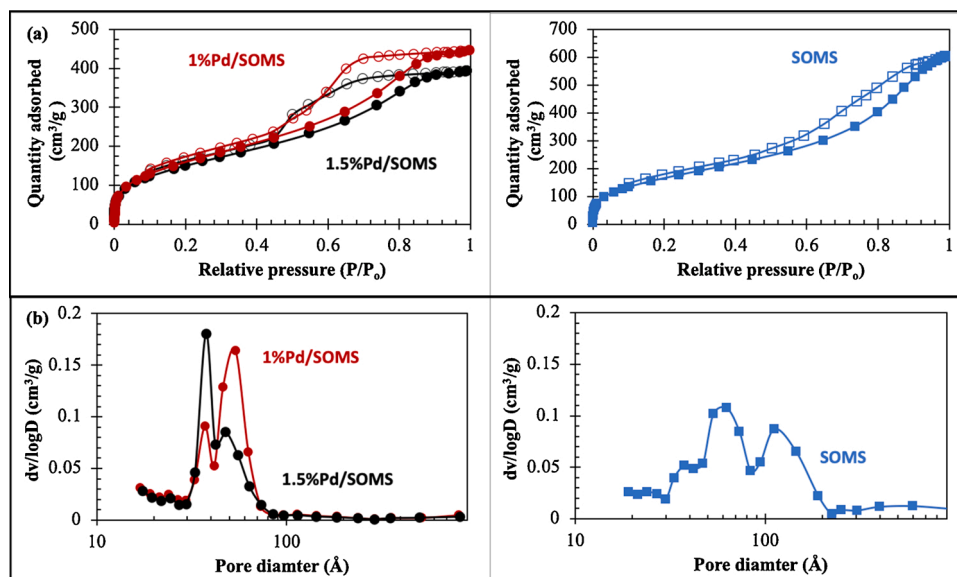 (a)
500
400
300
200
100
0
Quantity adsorbed
(cm³/g)
1%Pd/SOMS
1.5%Pd/SOMS
0 0.2 0.4 0.6 0.8 1
Relative pressure (P/Pₒ)
700
600
500
400
300
200
100
0
Quantity adsorbed
(cm³/g)
SOMS
0 0.2 0.4 0.6 0.8 1
Relative pressure (P/Pₒ)
(b)
0.2
0.15
0.1
0.05
0
dv/logD (cm³/g)
1%Pd/SOMS
1.5%Pd/SOMS
10 100
Pore diamter (Å)
0.2
0.15
0.1
0.05
0
dv/logD (cm³/g)
SOMS
10 100
Pore diamter (Å)